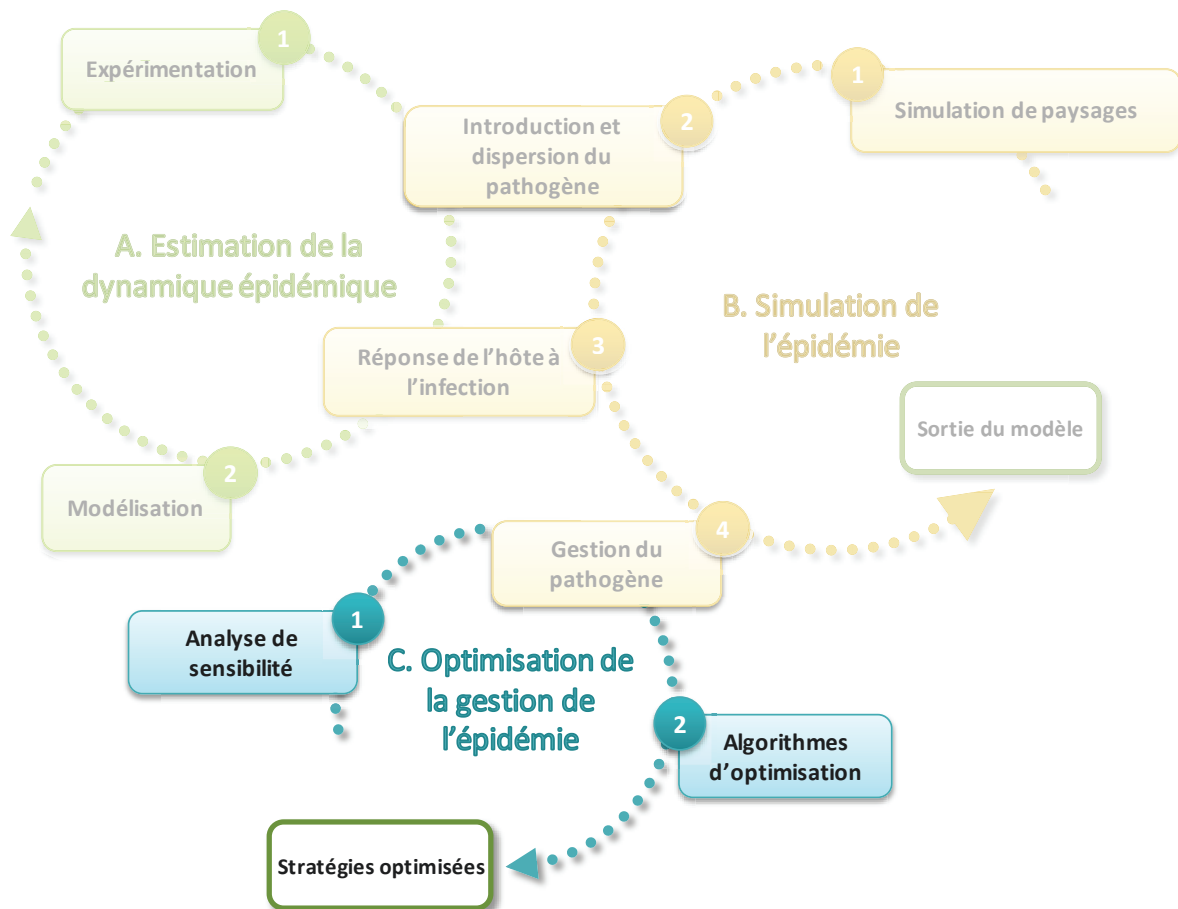 1
Expérimentation
1
Simulation de paysages
2
Introduction et
dispersion du
pathogène
A. Estimation de la
dynamique épidémique
B. Simulation de
l'épidémie
3
Réponse de l'hôte à
l'infection
Sortie du modèle
2
Modélisation
4
Gestion du
pathogène
1
Analyse de
sensibilité
C. Optimisation de
la gestion de
l'épidémie
2
Algorithmes
d'optimisation
Stratégies optimisées